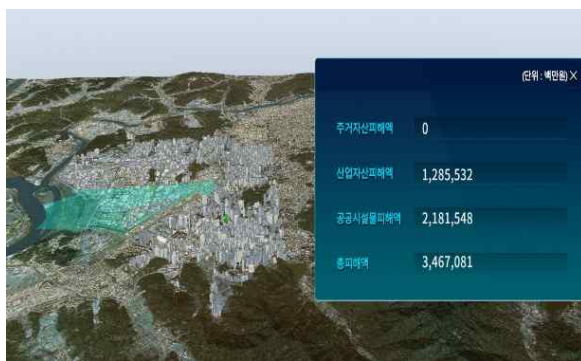 (단위 : 백만원) X
주거자산피해액 0
산업자산피해액 1,285,532
공공시설물피해액 2,181,548
총피해액 3,467,081